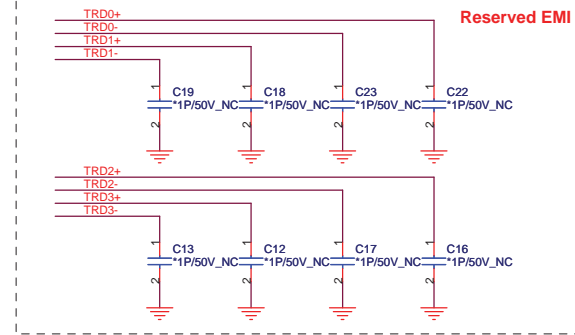 Reserved EMI
TRD0+
TRD0-
TRD1+
TRD1-
1 1 1 1
C19 C18 C23 C22
*1P/50V_NC *1P/50V_NC *1P/50V_NC *1P/50V_NC
2 2 2 2
TRD2+
TRD2-
TRD3+
TRD3-
1 1 1 1
C13 C12 C17 C16
*1P/50V_NC *1P/50V_NC *1P/50V_NC *1P/50V_NC
2 2 2 2